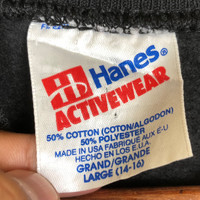 Hanes
ACTIVEWEAR
50% COTTON (COTON/ALGODON)
50% POLYESTER
MADE IN USA FABRIQUE AUX E-U
HECHO EN LOS E.U.
GRAND/GRANDE
LARGE (14-16)